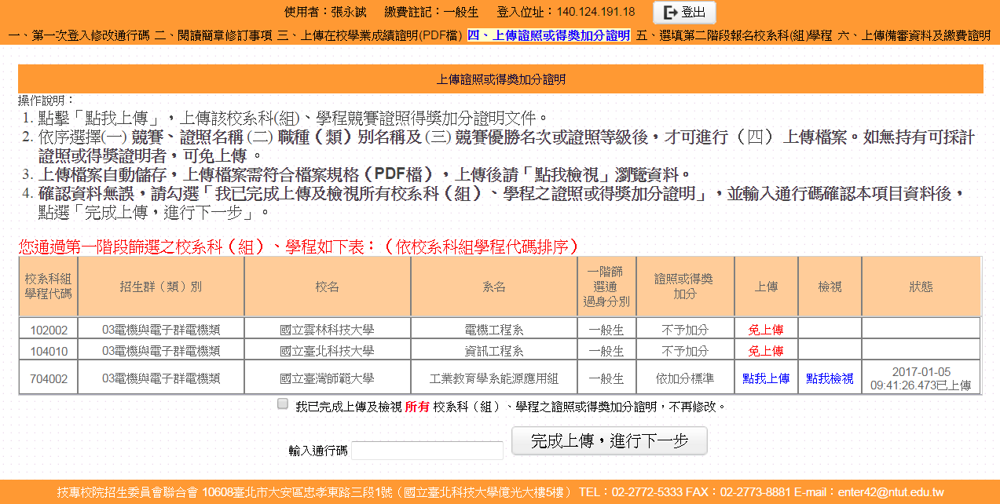 使用者：張永誠 繳費註記：一般生 登入位址：140.124.191.18 登出
一、第一次登入修改通行碼 二、閱讀簡章修訂事項 三、上傳在校學業成績證明(PDF檔) 四、上傳證照或得獎加分證明 五、選填第二階段報名校系科(組)學程 六、上傳備審資料及繳費證明
上傳證照或得獎加分證明
操作說明：
1. 點擊「點我上傳」，上傳該校系科(組)、學程競賽證照得獎加分證明文件。
2. 依序選擇(一) 競賽、證照名稱 (二) 職種（類）別名稱及 (三) 競賽優勝名次或證照等級後，才可進行（四）上傳檔案。如無持有可採計
證照或得獎證明者，可免上傳 。
3. 上傳檔案自動儲存，上傳檔案需符合檔案規格（PDF檔），上傳後請「點我檢視」瀏覽資料。
4. 確認資料無誤，請勾選「我已完成上傳及檢視所有校系科（組）、學程之證照或得獎加分證明」，並輸入通行碼確認本項目資料後，
點選「完成上傳，進行下一步」。
您通過第一階段篩選之校系科（組）、學程如下表：（依校系科組學程代碼排序）
校系科組
學程代碼 招生群（類）別 校名 系名 一階篩
選通
過身分別 證照或得獎
加分 上傳 檢視 狀態
102002 03電機與電子群電機類 國立雲林科技大學 電機工程系 一般生 不予加分 免上傳
104010 03電機與電子群電機類 國立臺北科技大學 資訊工程系 一般生 不予加分 免上傳
704002 03電機與電子群電機類 國立臺灣師範大學 工業教育學系能源應用組 一般生 依加分標準 點我上傳 點我檢視 2017-01-05
09:41:26.473已上傳
我已完成上傳及檢視 所有 校系科（組）、學程之證照或得獎加分證明，不再修改。
輸入通行碼 完成上傳，進行下一步
技專校院招生委員會聯合會 10608臺北市大安區忠孝東路三段1號（國立臺北科技大學億光大樓5樓） TEL：02-2772-5333 FAX：02-2773-8881 E-mail：enter42@ntut.edu.tw